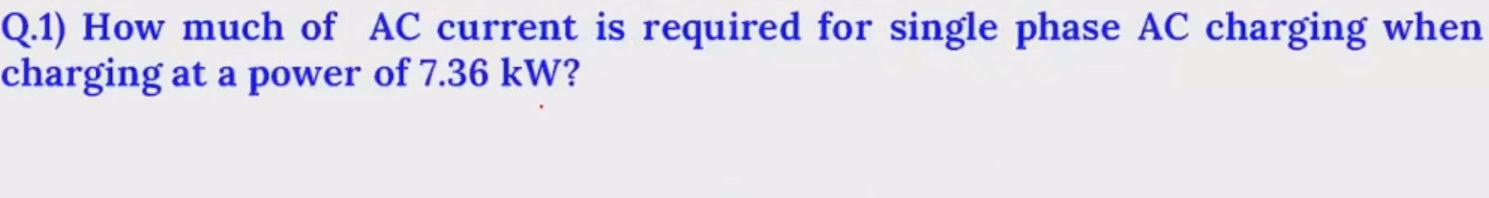 Q.1) How much of AC current is required for single phase AC charging when
charging at a power of 7.36 kW?